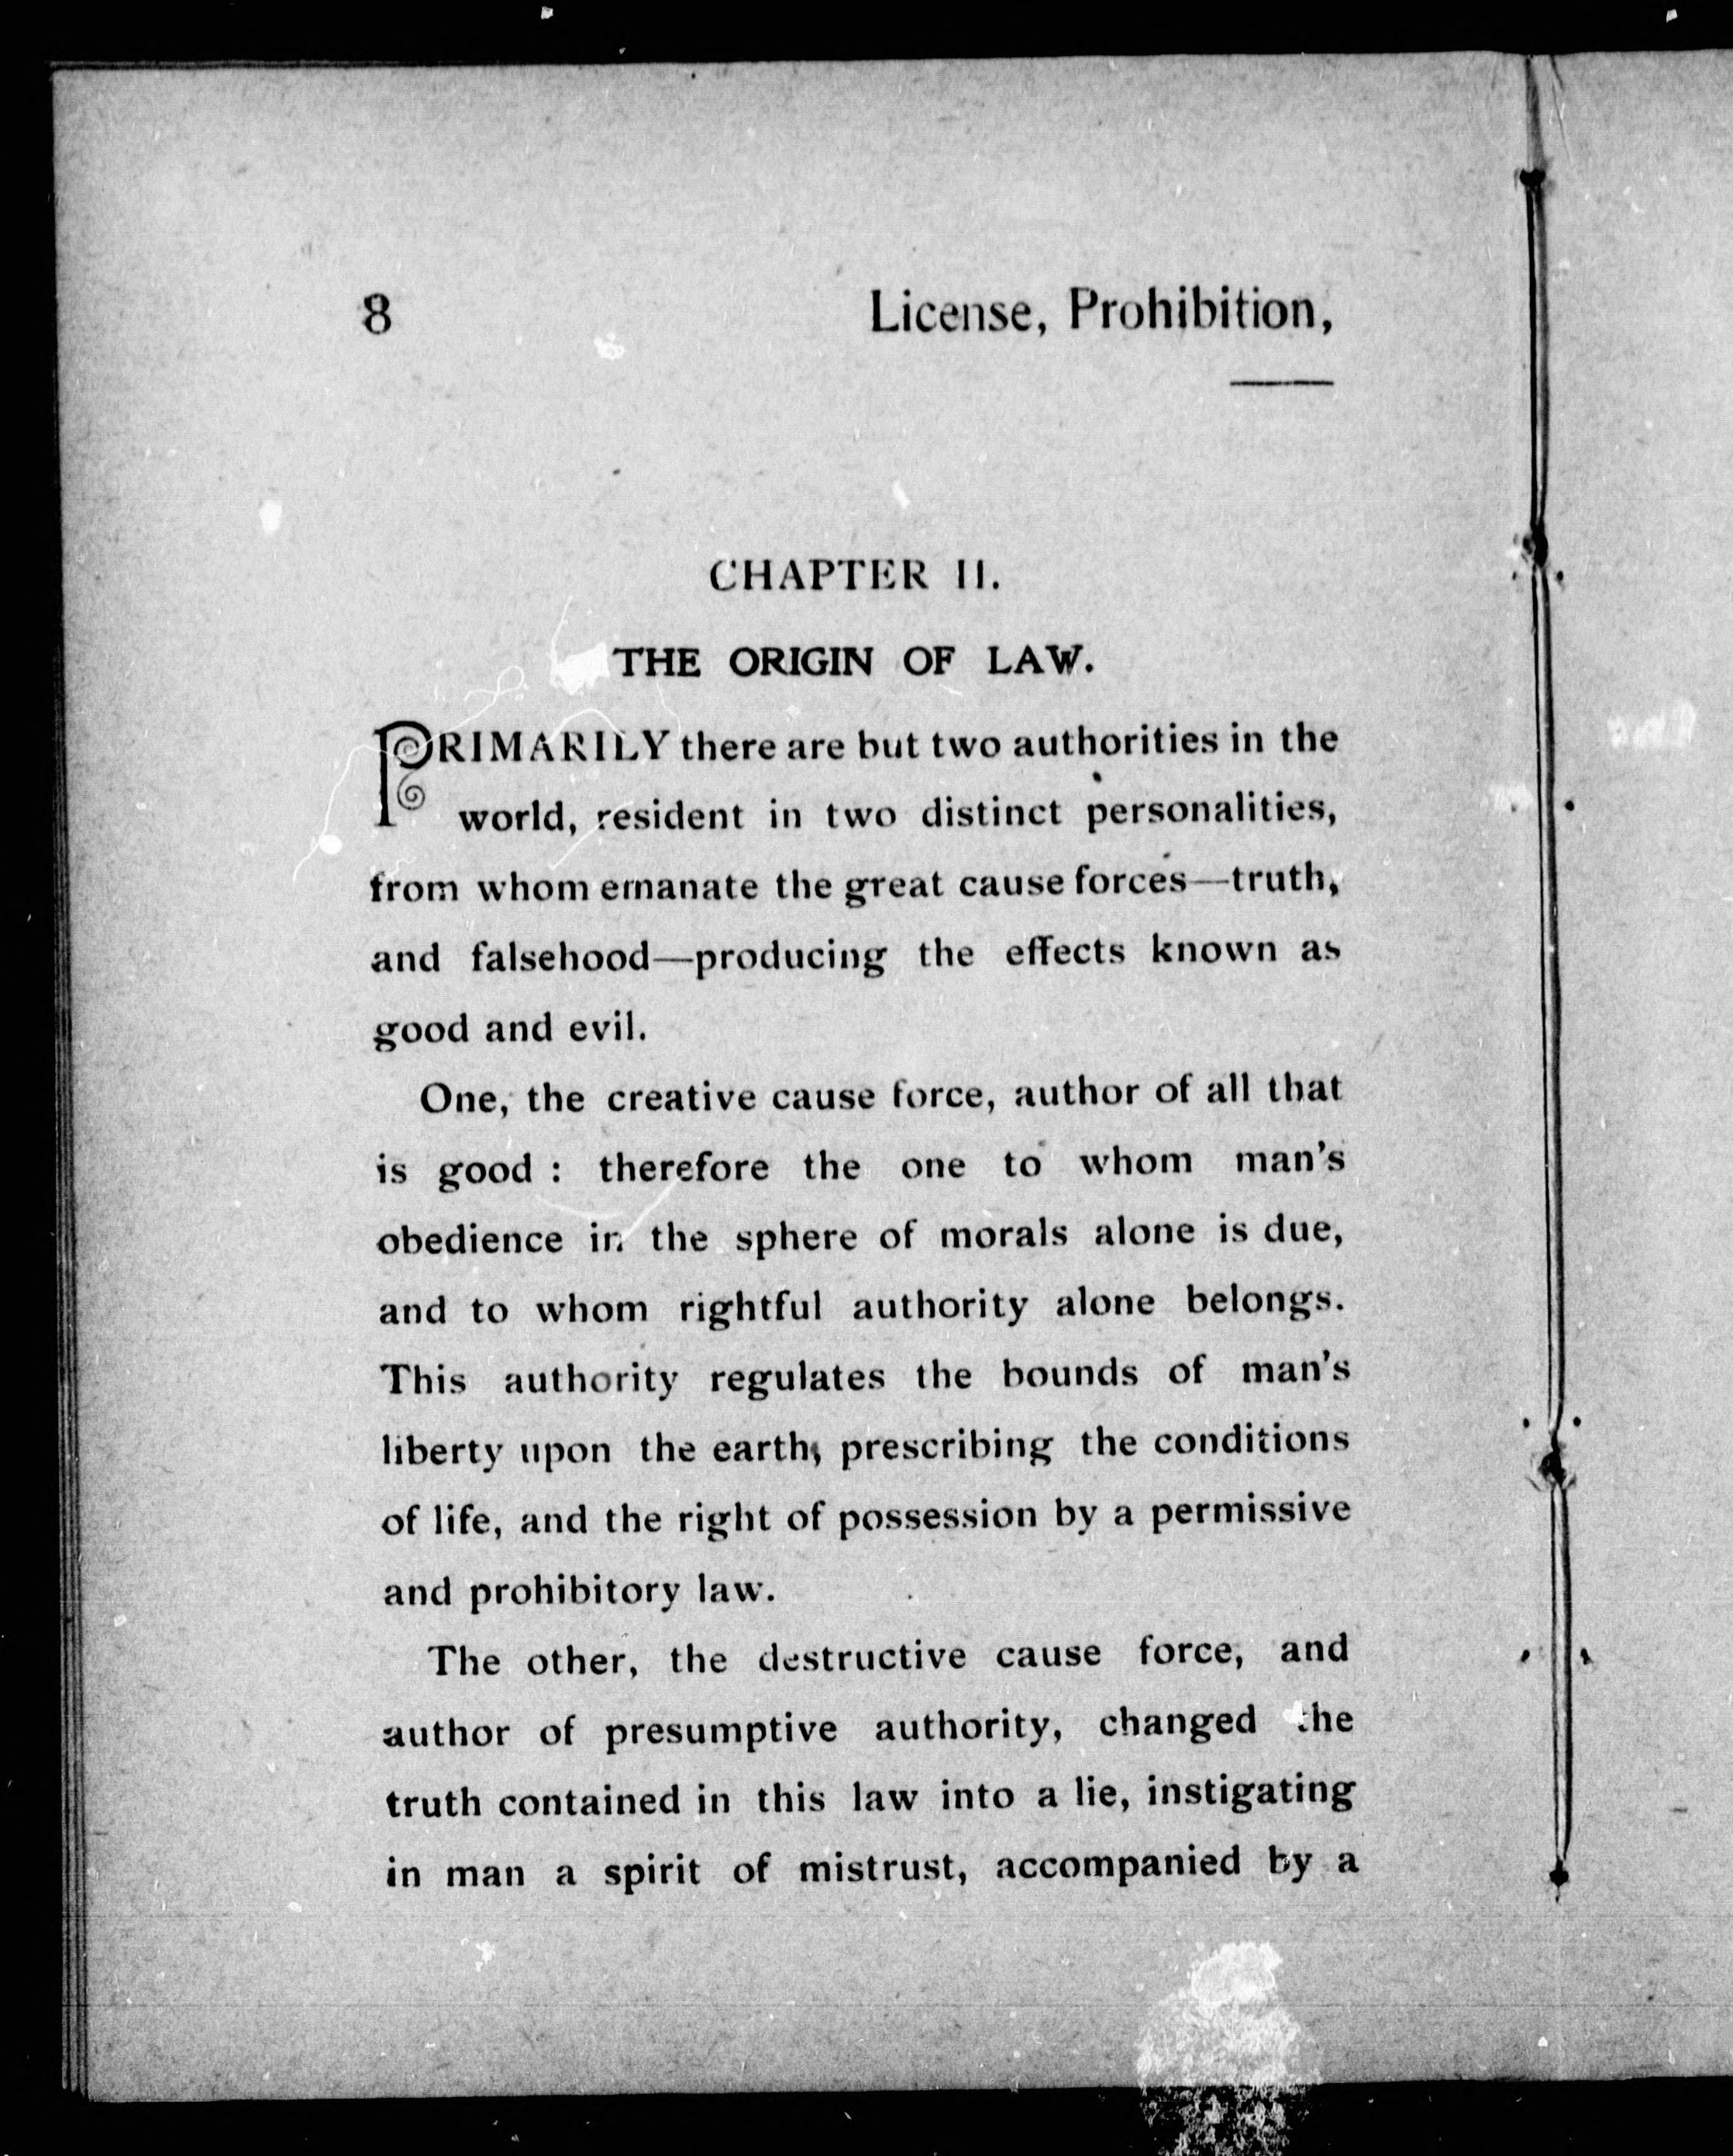 8 License, Prohibition,
CHAPTER II.
THE ORIGIN OF LAW.
PRIMARILY there are but two authorities in the
world, resident in two distinct personalities,
from whom emanate the great cause forces—truth,
and falsehood—producing the effects known as
good and evil.
One, the creative cause force, author of all that
is good : therefore the one to whom man's
obedience in the sphere of morals alone is due,
and to whom rightful authority alone belongs.
This authority regulates the bounds of man's
liberty upon the earth, prescribing the conditions
of life, and the right of possession by a permissive
and prohibitory law.
The other, the destructive cause force, and
author of presumptive authority, changed the
truth contained in this law into a lie, instigating
in man a spirit of mistrust, accompanied by a